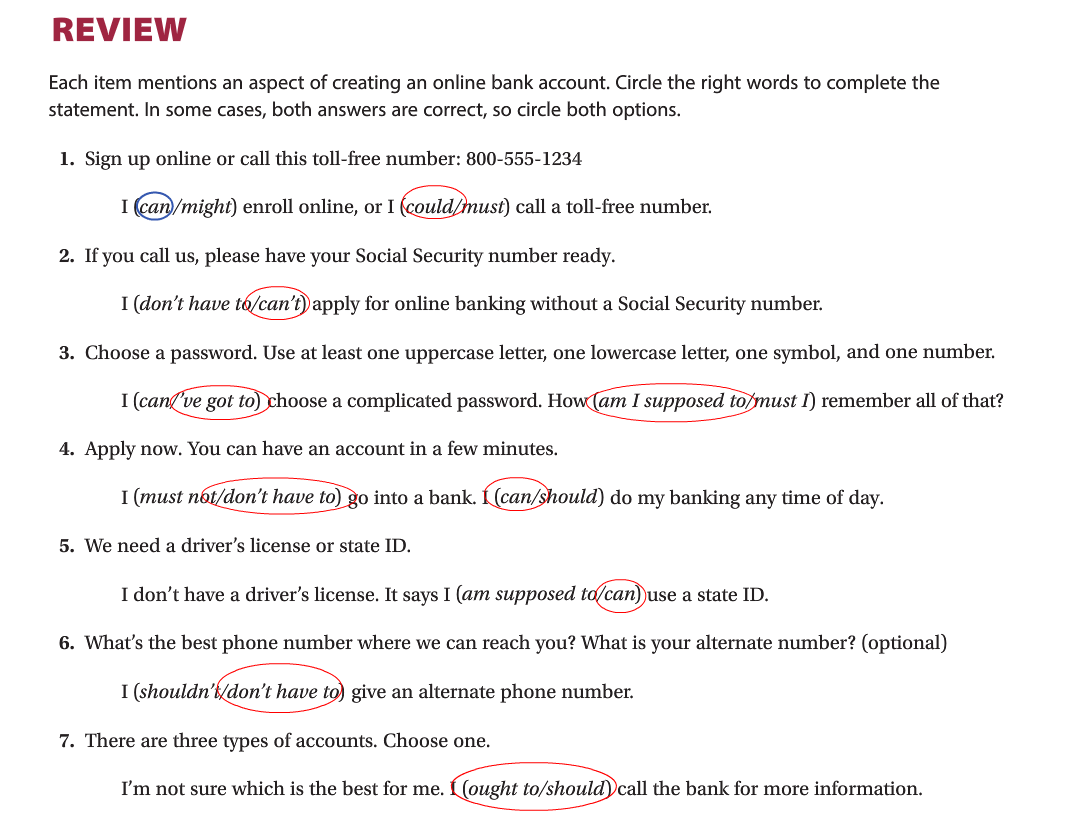 REVIEW
Each item mentions an aspect of creating an online bank account. Circle the right words to complete the
statement. In some cases, both answers are correct, so circle both options.
1. Sign up online or call this toll-free number: 800-555-1234
I (can/might) enroll online, or I (could/must) call a toll-free number.
2. If you call us, please have your Social Security number ready.
I (don't have to/can't) apply for online banking without a Social Security number.
3. Choose a password. Use at least one uppercase letter, one lowercase letter, one symbol, and one number.
I (can/'ve got to) choose a complicated password. How (am I supposed to/must I) remember all of that?
4. Apply now. You can have an account in a few minutes.
I (must not/don't have to) go into a bank. I (can/should) do my banking any time of day.
5. We need a driver's license or state ID.
I don't have a driver's license. It says I (am supposed to/can) use a state ID.
6. What's the best phone number where we can reach you? What is your alternate number? (optional)
I (shouldn't/don't have to) give an alternate phone number.
7. There are three types of accounts. Choose one.
I'm not sure which is the best for me. I (ought to/should) call the bank for more information.